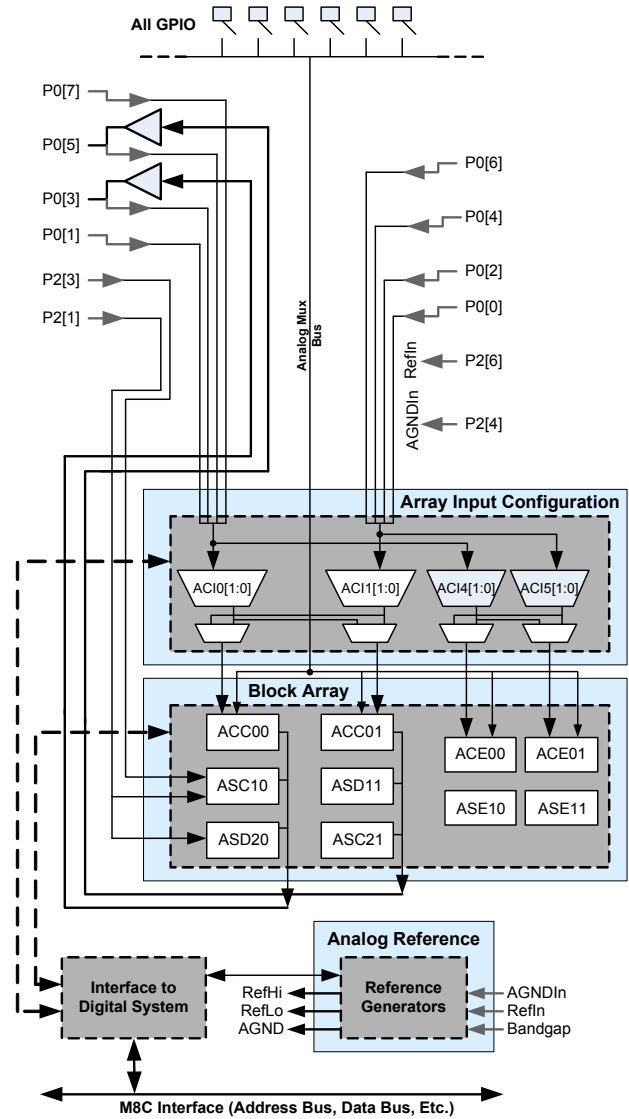 All GPIO
P0[7]
P0[5]
P0[3]
P0[1]
P2[3]
P2[1]
P0[6]
P0[4]
P0[2]
P0[0]
P2[6]
P2[4]
RefIn
AGNDIn
Analog Mux
Bus
Array Input Configuration
ACI0[1:0]
ACI1[1:0]
ACI4[1:0]
ACI5[1:0]
Block Array
ACC00
ACC01
ACE00
ACE01
ASC10
ASD11
ASE10
ASE11
ASD20
ASC21
Analog Reference
Interface to
Digital System
Reference
Generators
RefHi
RefLo
AGND
AGNDIn
RefIn
Bandgap
M8C Interface (Address Bus, Data Bus, Etc.)